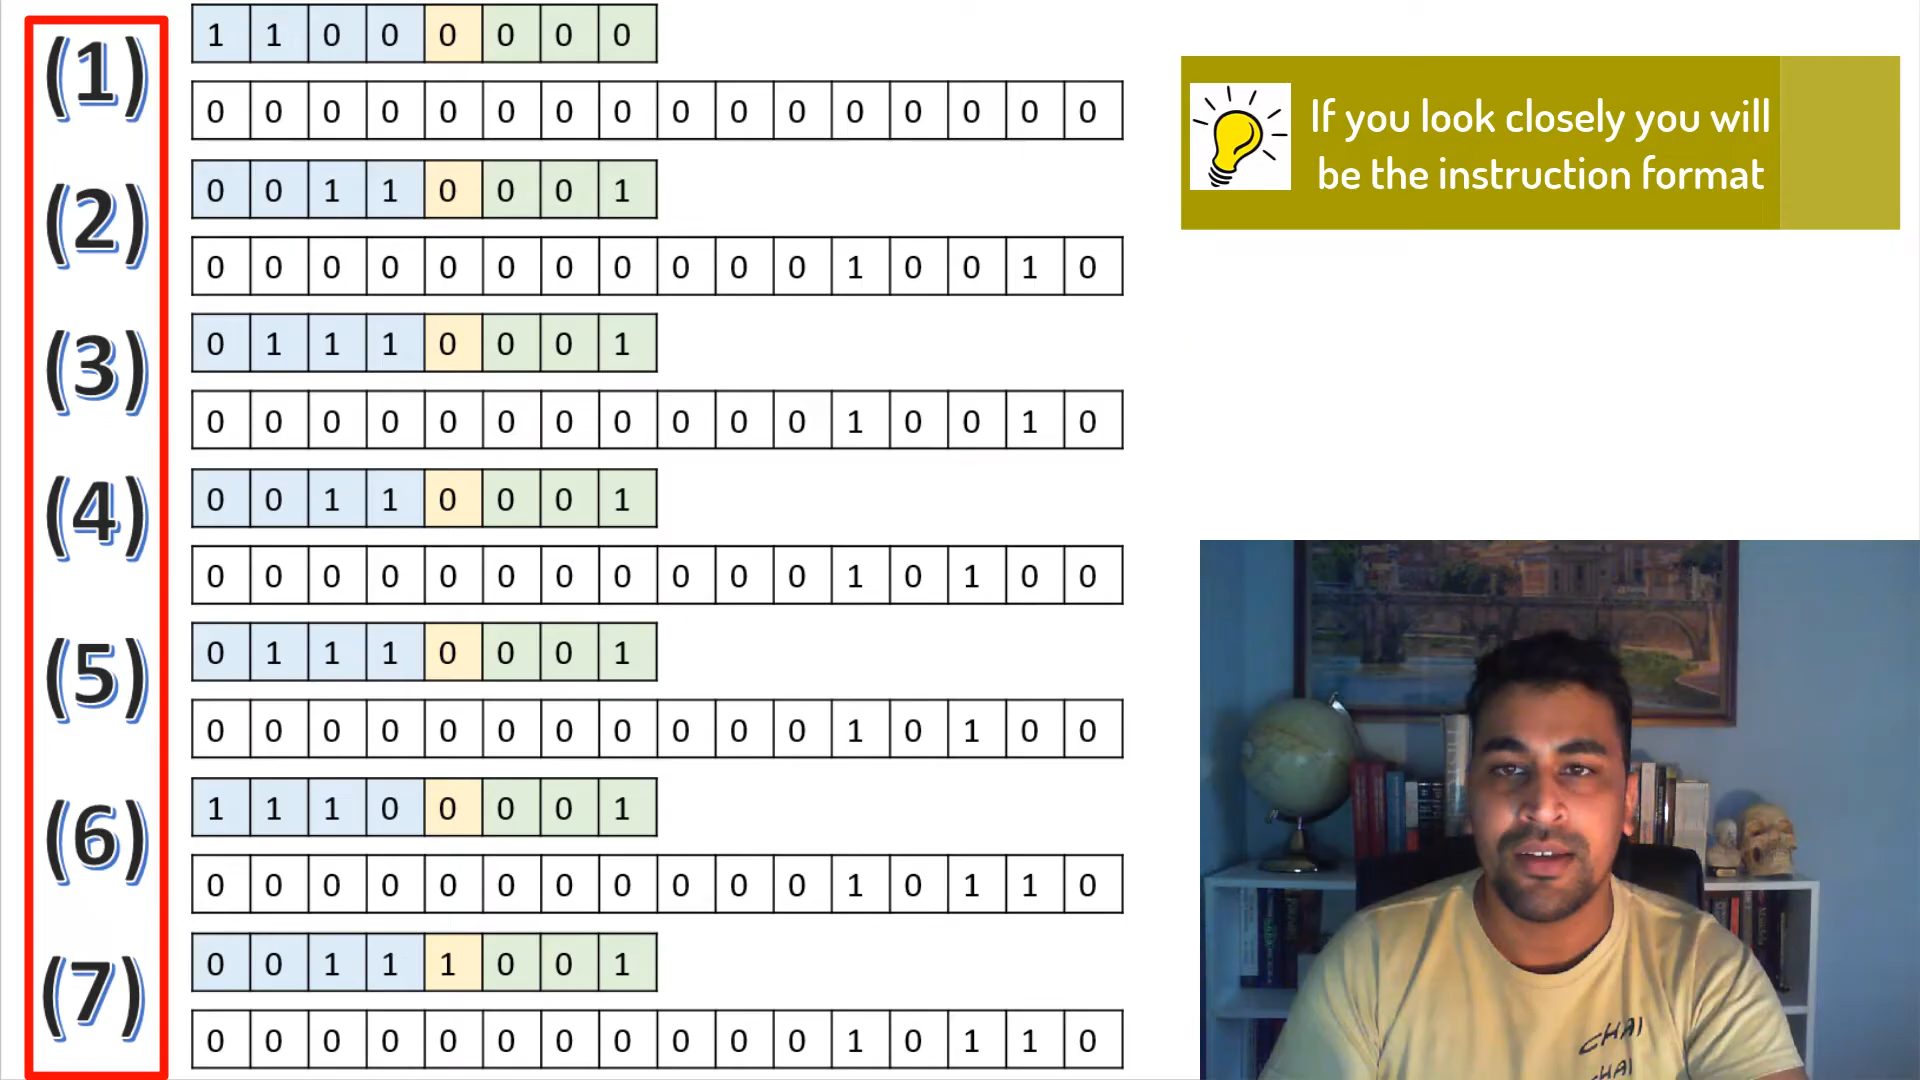 (1)
1 1 0 0 0 0 0 0
0 0 0 0 0 0 0 0 0 0 0 0 0 0 0 0
(2)
0 0 1 1 0 0 0 1
0 0 0 0 0 0 0 0 0 0 0 1 0 0 1 0
(3)
0 1 1 1 0 0 0 1
0 0 0 0 0 0 0 0 0 0 0 1 0 0 1 0
(4)
0 0 1 1 0 0 0 1
0 0 0 0 0 0 0 0 0 0 0 1 0 1 0 0
(5)
0 1 1 1 0 0 0 1
0 0 0 0 0 0 0 0 0 0 0 1 0 1 0 0
(6)
1 1 1 0 0 0 0 1
0 0 0 0 0 0 0 0 0 0 0 1 0 1 1 0
(7)
0 0 1 1 1 0 0 1
0 0 0 0 0 0 0 0 0 0 0 1 0 1 1 0
If you look closely you will
be the instruction format
CHAI
CHAI